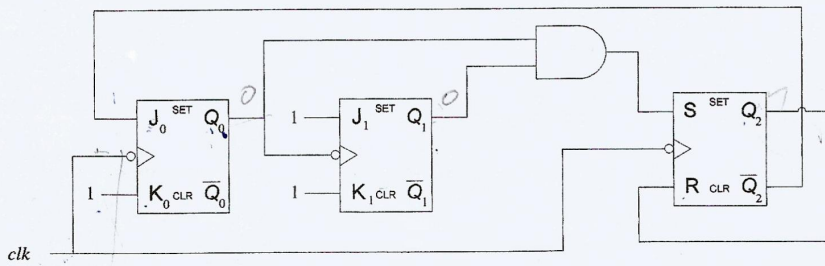 J0 SET Q0
K0 CLR Q̅0
1
1
J1 SET Q1
K1 CLR Q̅1
1
S SET Q2
R CLR Q̅2
clk
0
0
1